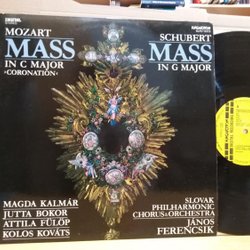 MOZART
MASS
IN C MAJOR
»CORONATION«
SCHUBERT
MASS
IN G MAJOR
MAGDA KALMÁR
JUTTA BOKOR
ATTILA FÜLÖP
KOLOS KOVÁTS
SLOVAK
PHILHARMONIC
CHORUS & ORCHESTRA
JÁNOS
FERENCSIK